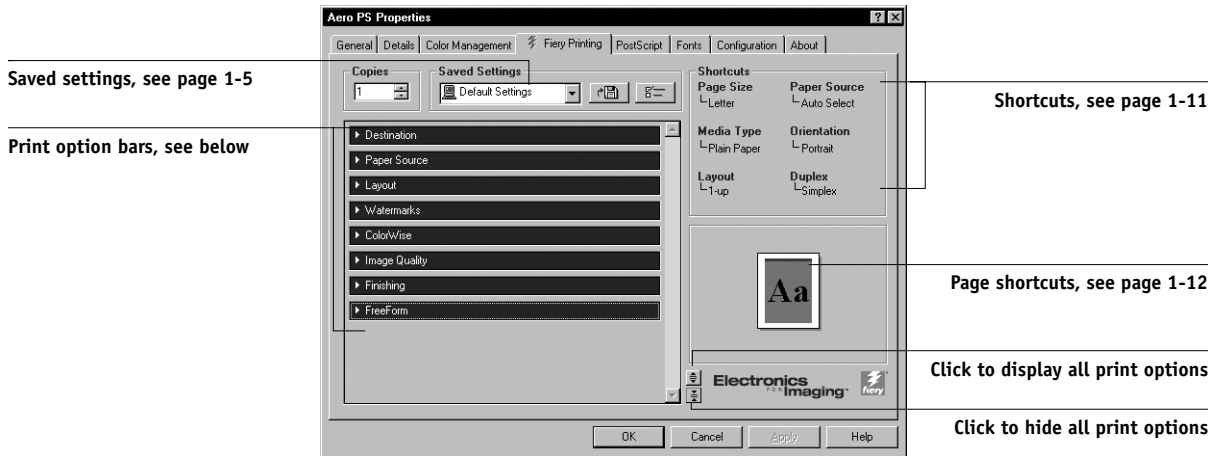 Aero PS Properties
General Details Color Management Fiery Printing PostScript Fonts Configuration About
Saved settings, see page 1-5
Print option bars, see below
Copies
1
Saved Settings
Default Settings
Destination
Paper Source
Layout
Watermarks
ColorWise
Image Quality
Finishing
FreeForm
Shortcuts
Page Size Paper Source
Letter Auto Select
Media Type Orientation
Plain Paper Portrait
Layout Duplex
1-up Simplex
Aa
Electronics
FOR Imaging
fiery
OK Cancel Apply Help
Shortcuts, see page 1-11
Page shortcuts, see page 1-12
Click to display all print options
Click to hide all print options